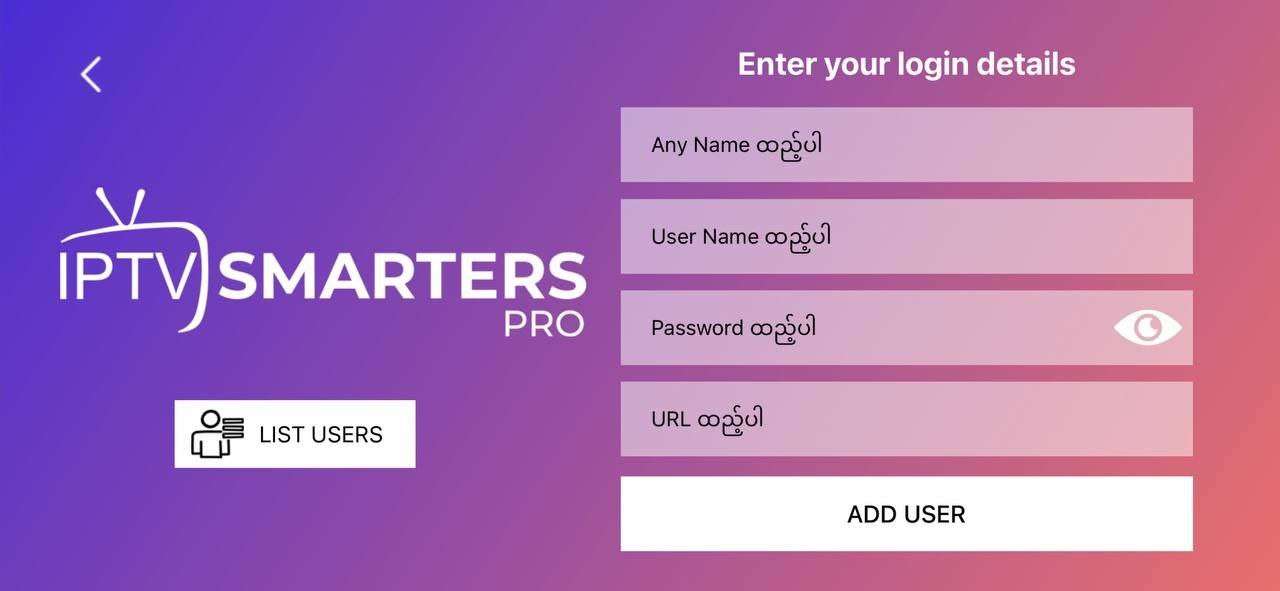 IPTV SMARTERS
PRO
LIST USERS
Enter your login details
Any Name ထည့်ပါ
User Name ထည့်ပါ
Password ထည့်ပါ
URL ထည့်ပါ
ADD USER